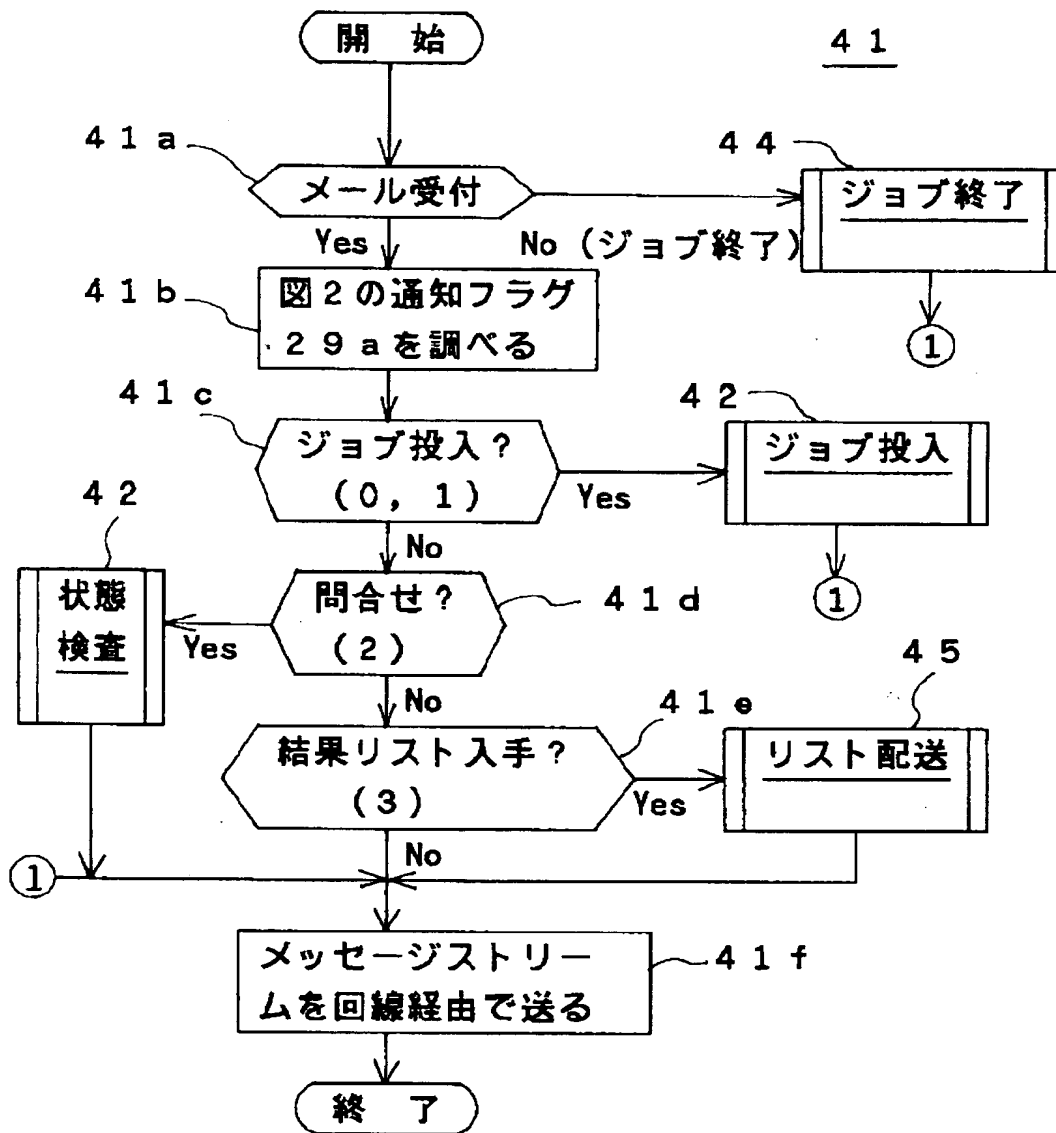 開 始
41
41a
メール受付
44
ジョブ終了
Yes
No (ジョブ終了)
41b
図2の通知フラグ
29aを調べる
1
41c
ジョブ投入?
(0, 1)
Yes
42
ジョブ投入
No
1
42
状態
検査
Yes
問合せ?
(2)
41d
No
結果リスト入手?
(3)
41e
Yes
45
リスト配送
No
1
メッセージストリー
ムを回線経由で送る
41f
終 了